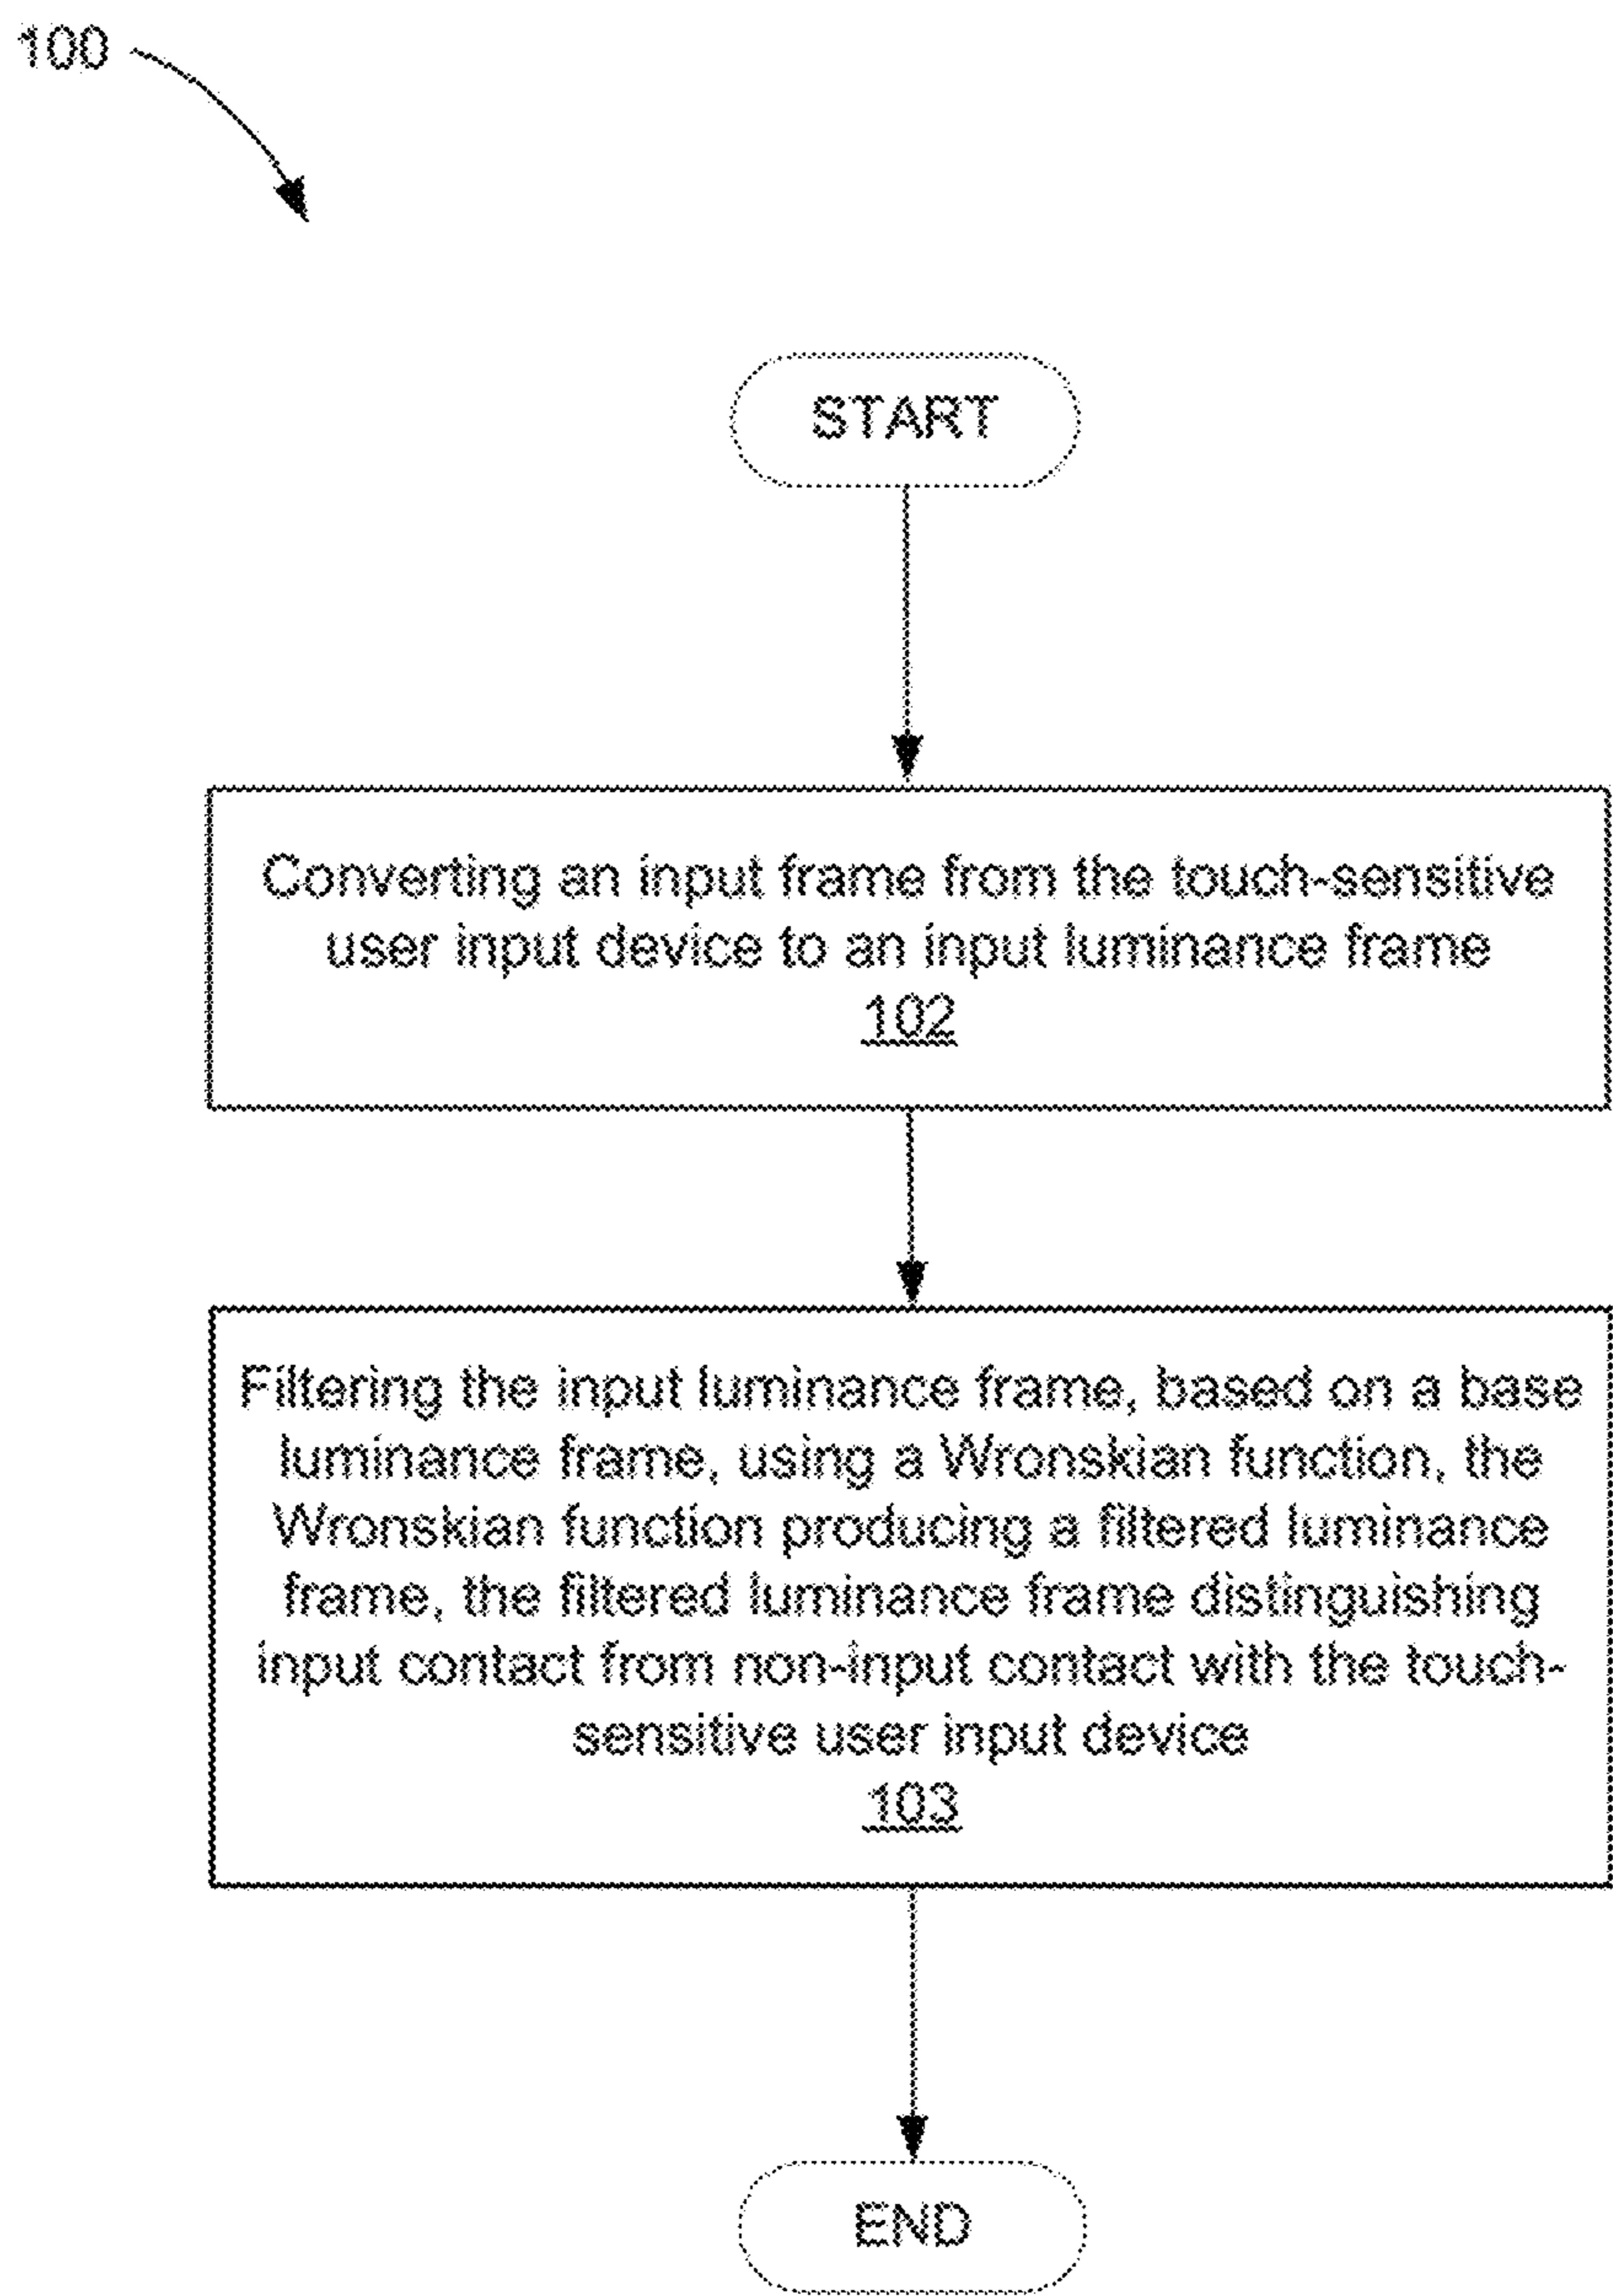 100
START
Converting an input frame from the touch-sensitive
user input device to an input luminance frame
102
Filtering the input luminance frame, based on a base
luminance frame, using a Wronskian function, the
Wronskian function producing a filtered luminance
frame, the filtered luminance frame distinguishing
input contact from non-input contact with the touch-
sensitive user input device
103
END